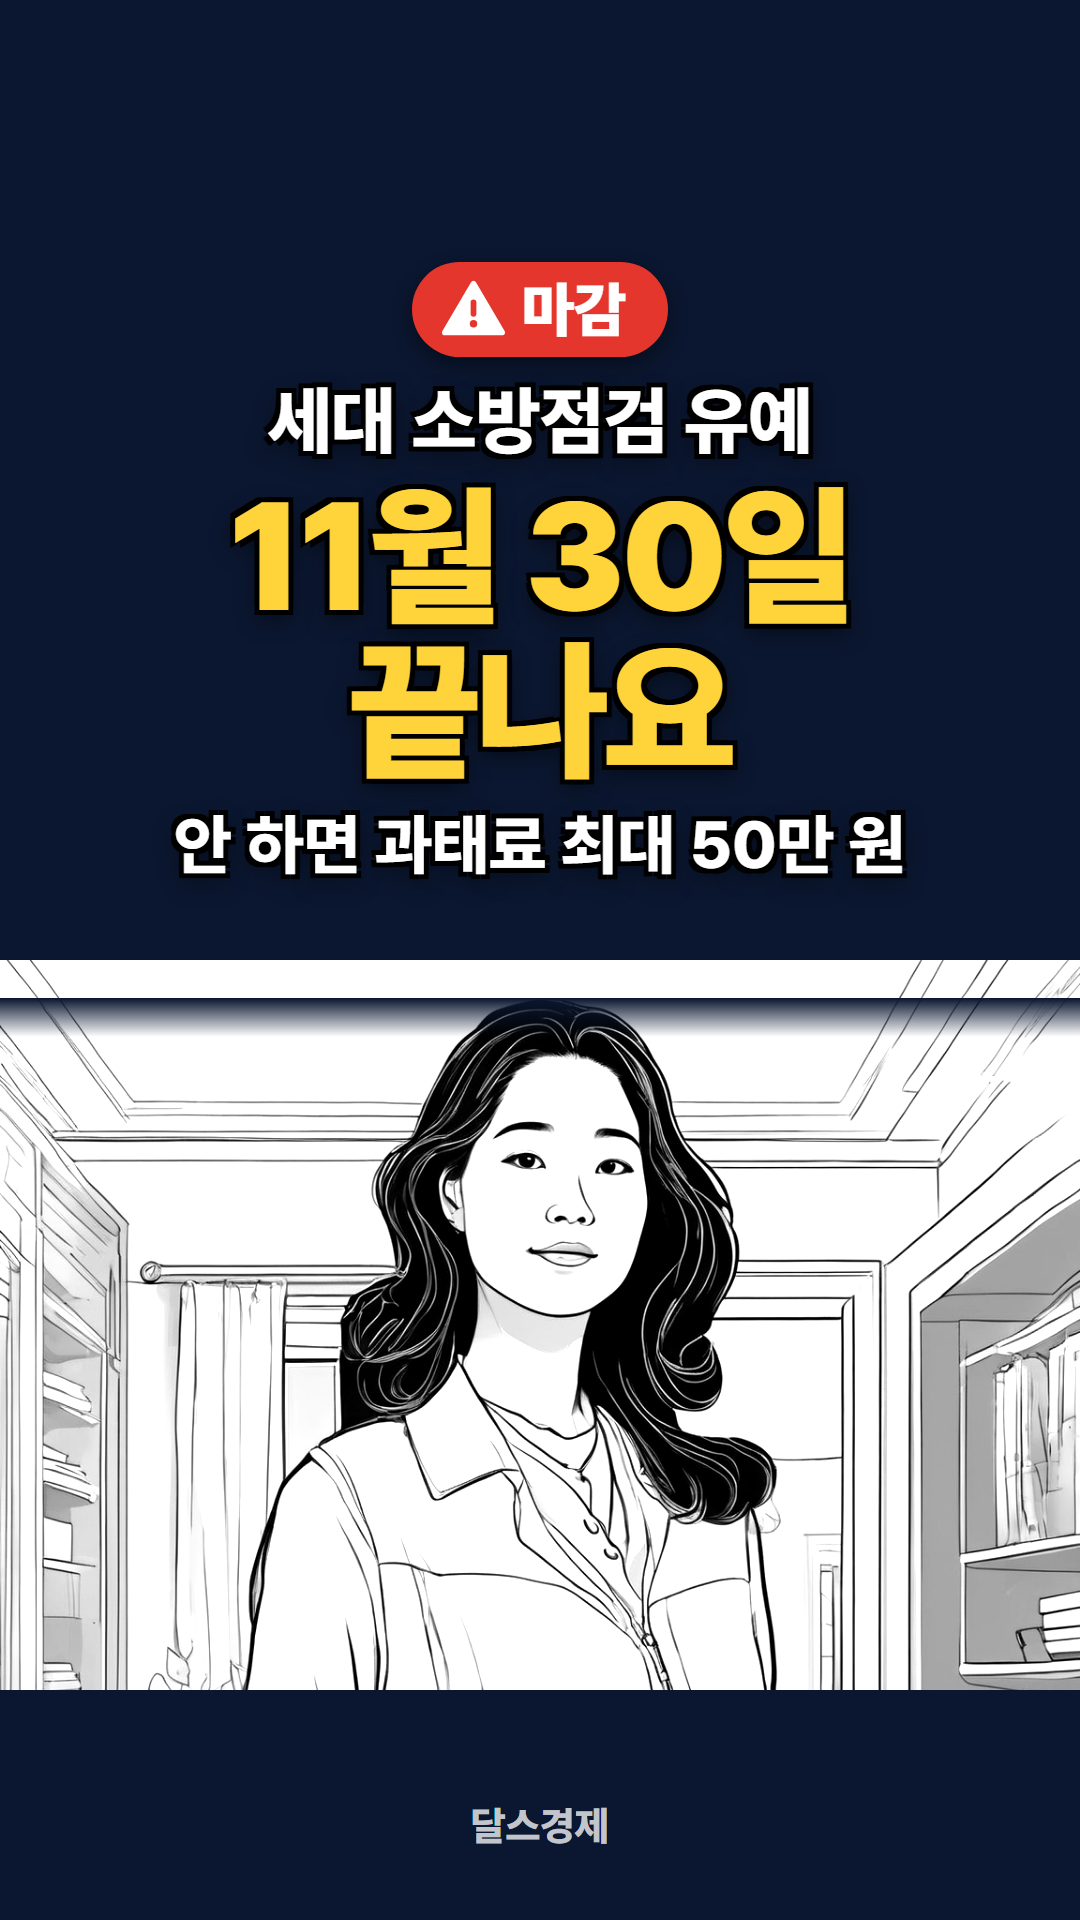 마감
세대 소방점검 유예
11월 30일
끝나요
안 하면 과태료 최대 50만 원
달스경제